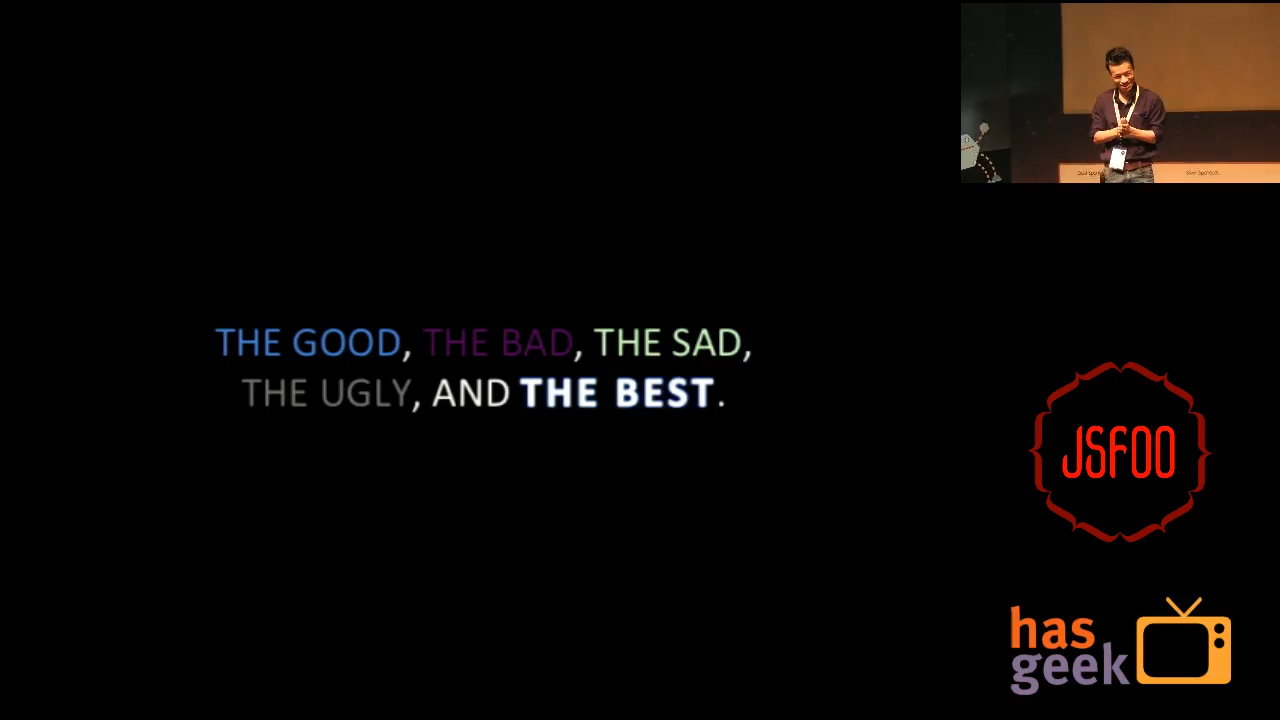 THE GOOD, THE BAD, THE SAD,
THE UGLY, AND THE BEST.
JSFOO
has
geek